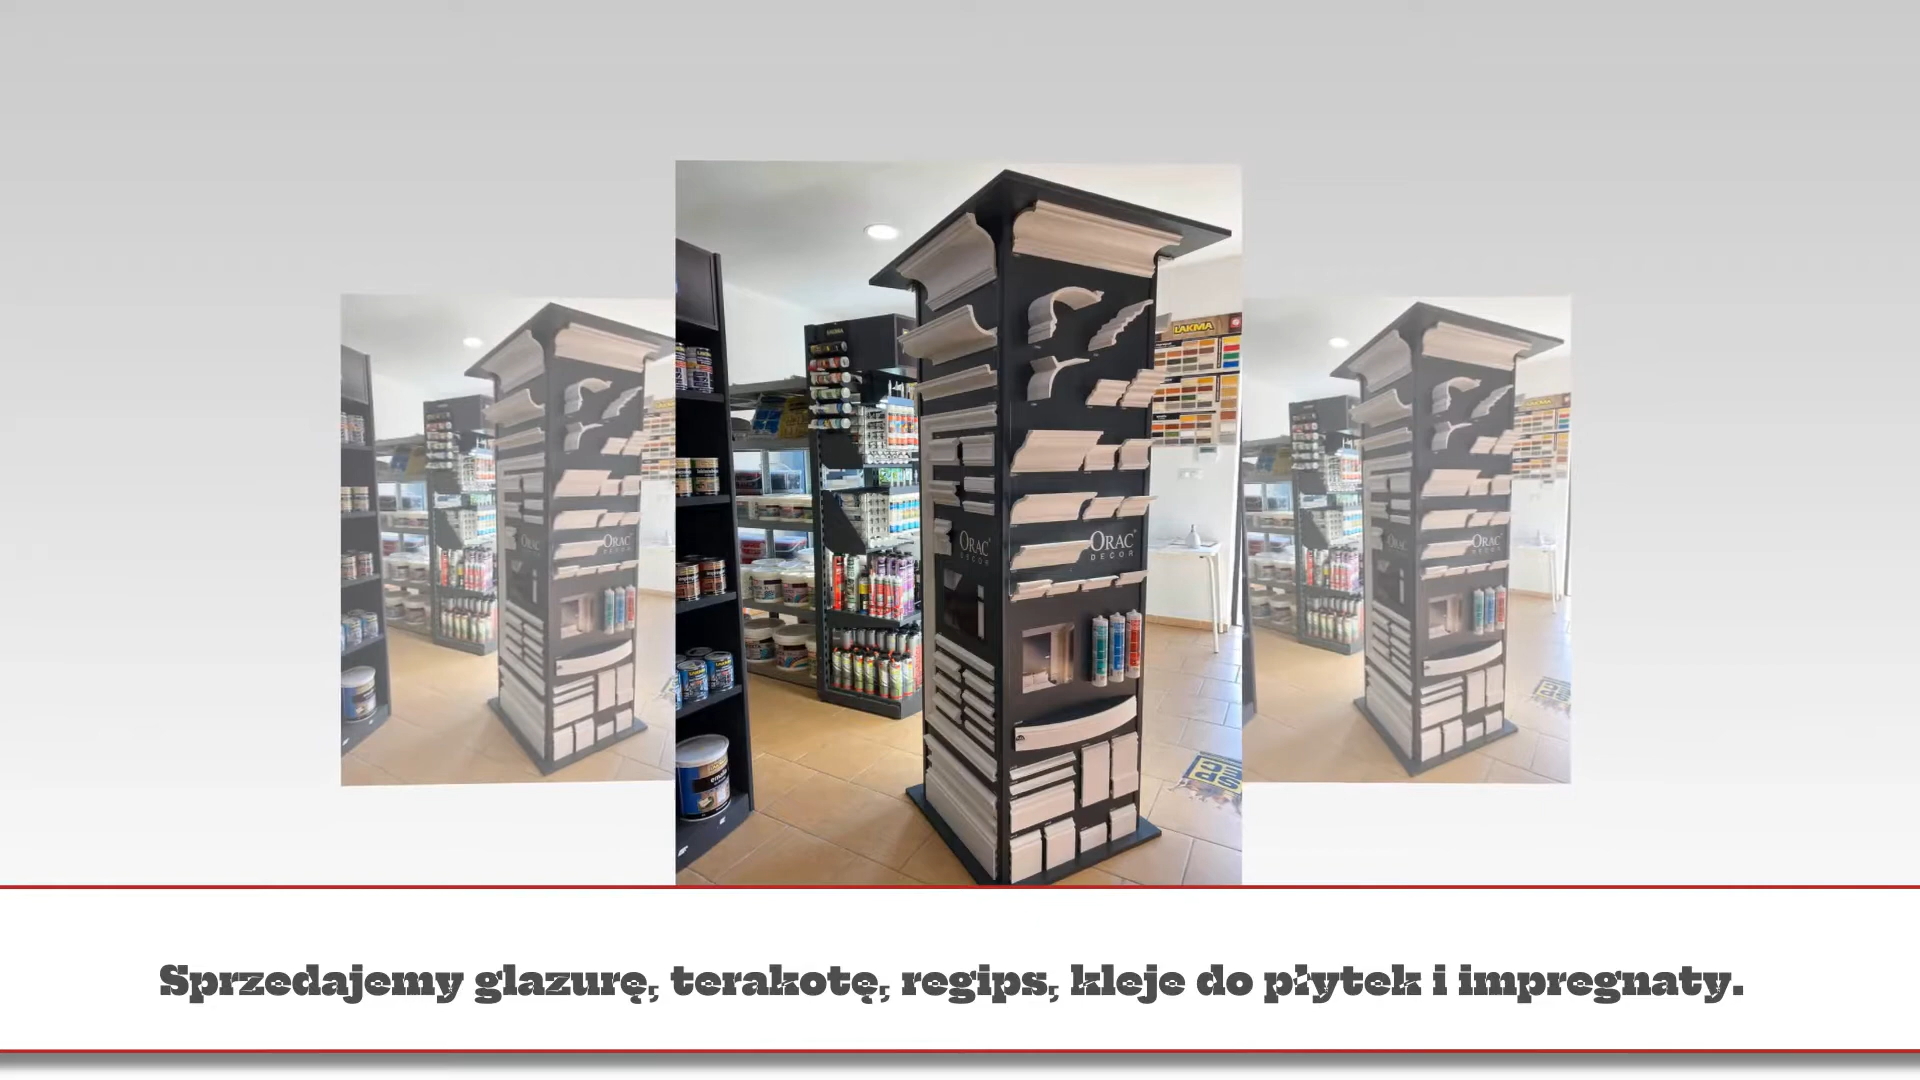 LAKMA
ORAC
DECOR
ORAC
DECOR
Sprzedajemy glazurę, terakotę, regips, kleje do płytek i impregnaty.